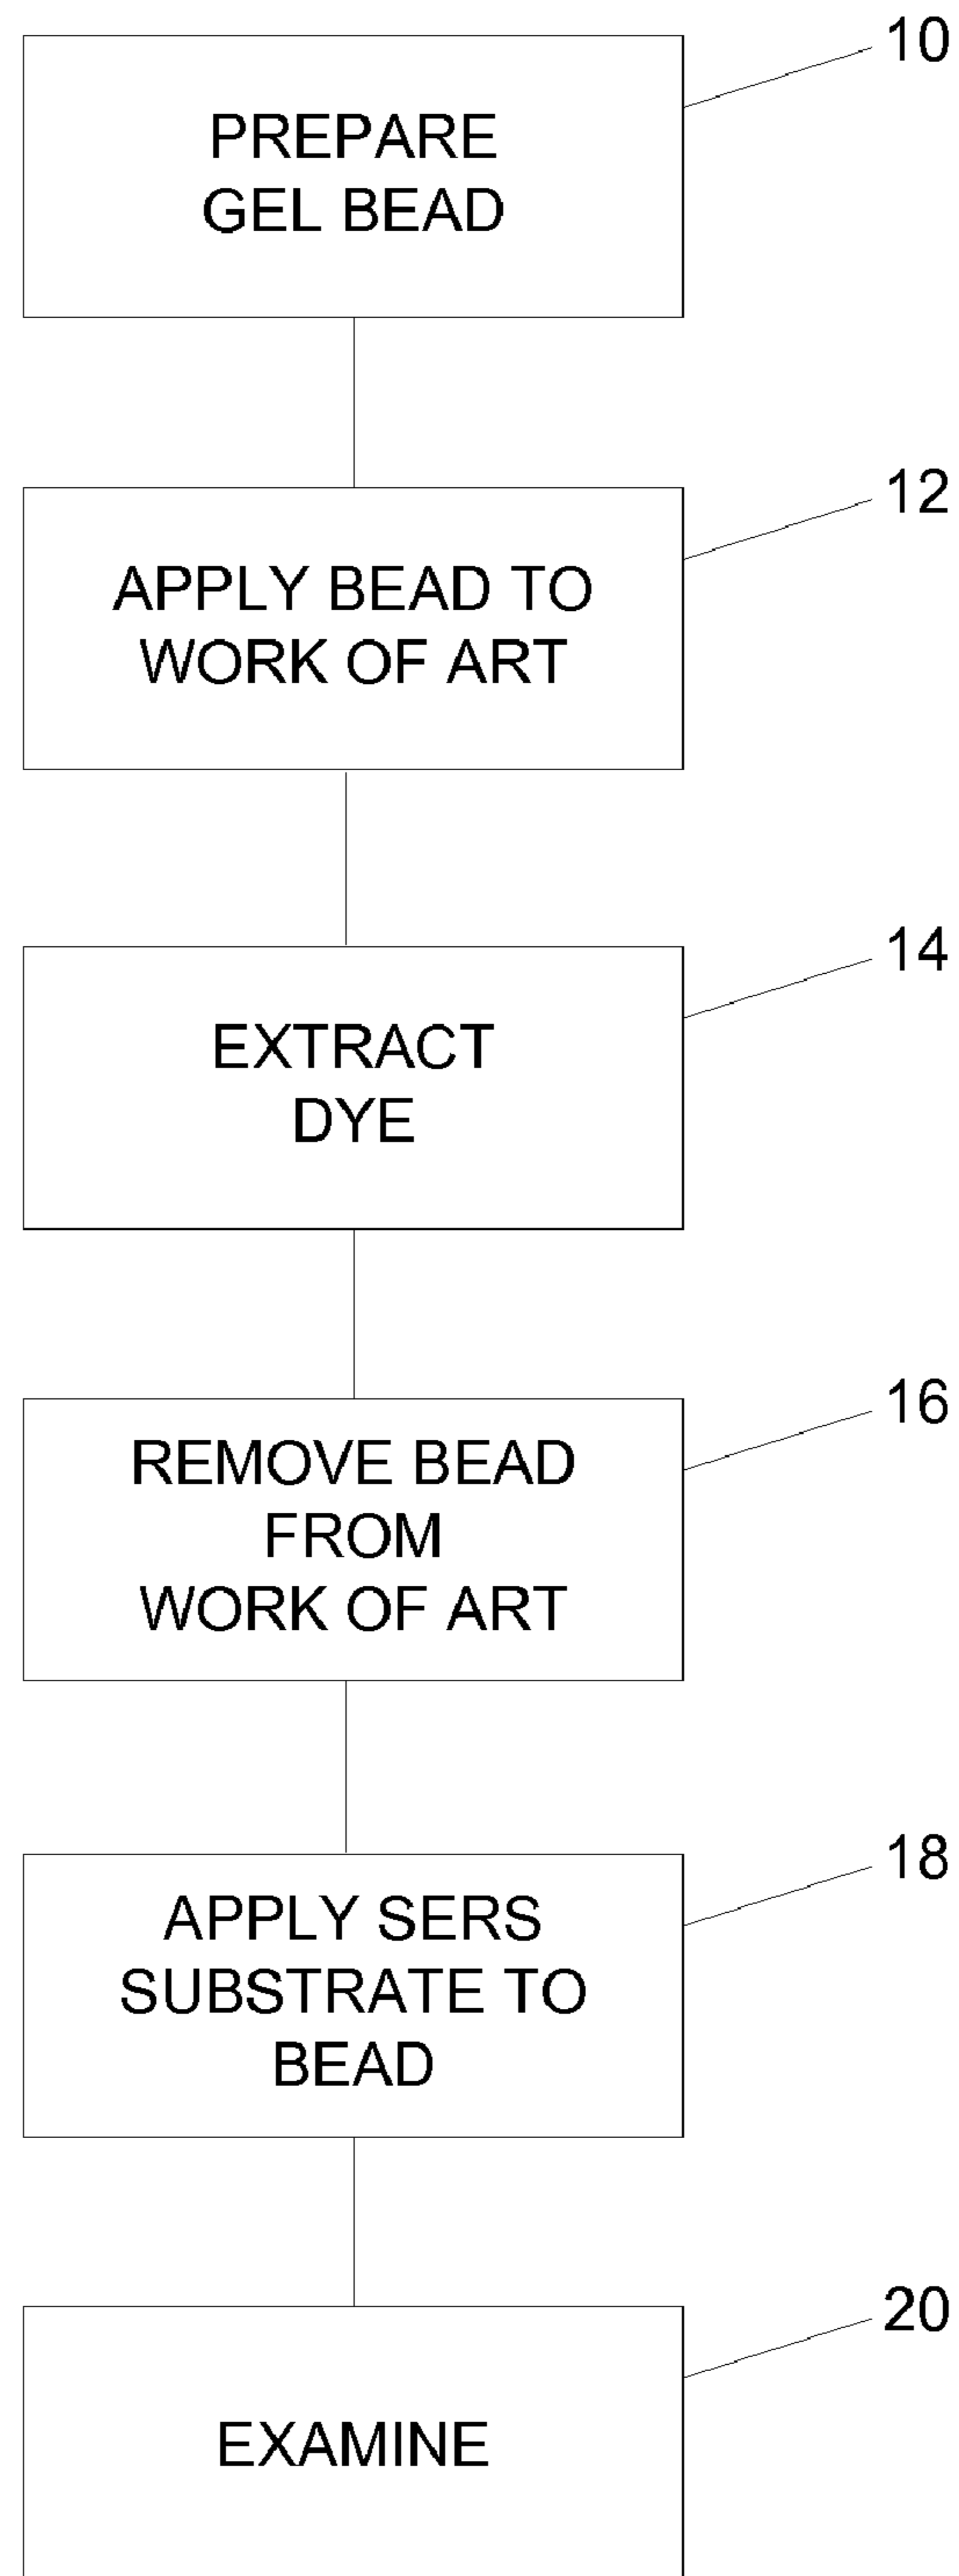 10
PREPARE
GEL BEAD
12
APPLY BEAD TO
WORK OF ART
14
EXTRACT
DYE
16
REMOVE BEAD
FROM
WORK OF ART
18
APPLY SERS
SUBSTRATE TO
BEAD
20
EXAMINE